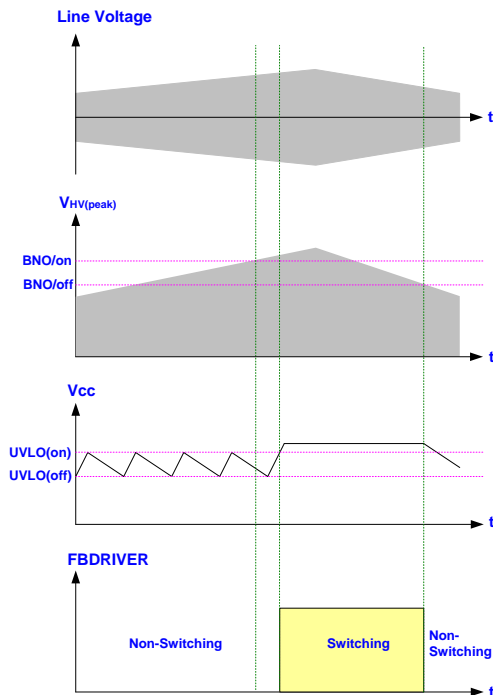 Line Voltage
t
VHV(peak)
BNO/on
BNO/off
t
Vcc
UVLO(on)
UVLO(off)
t
FBDRIVER
Non-Switching
Switching
Non-
Switching
t